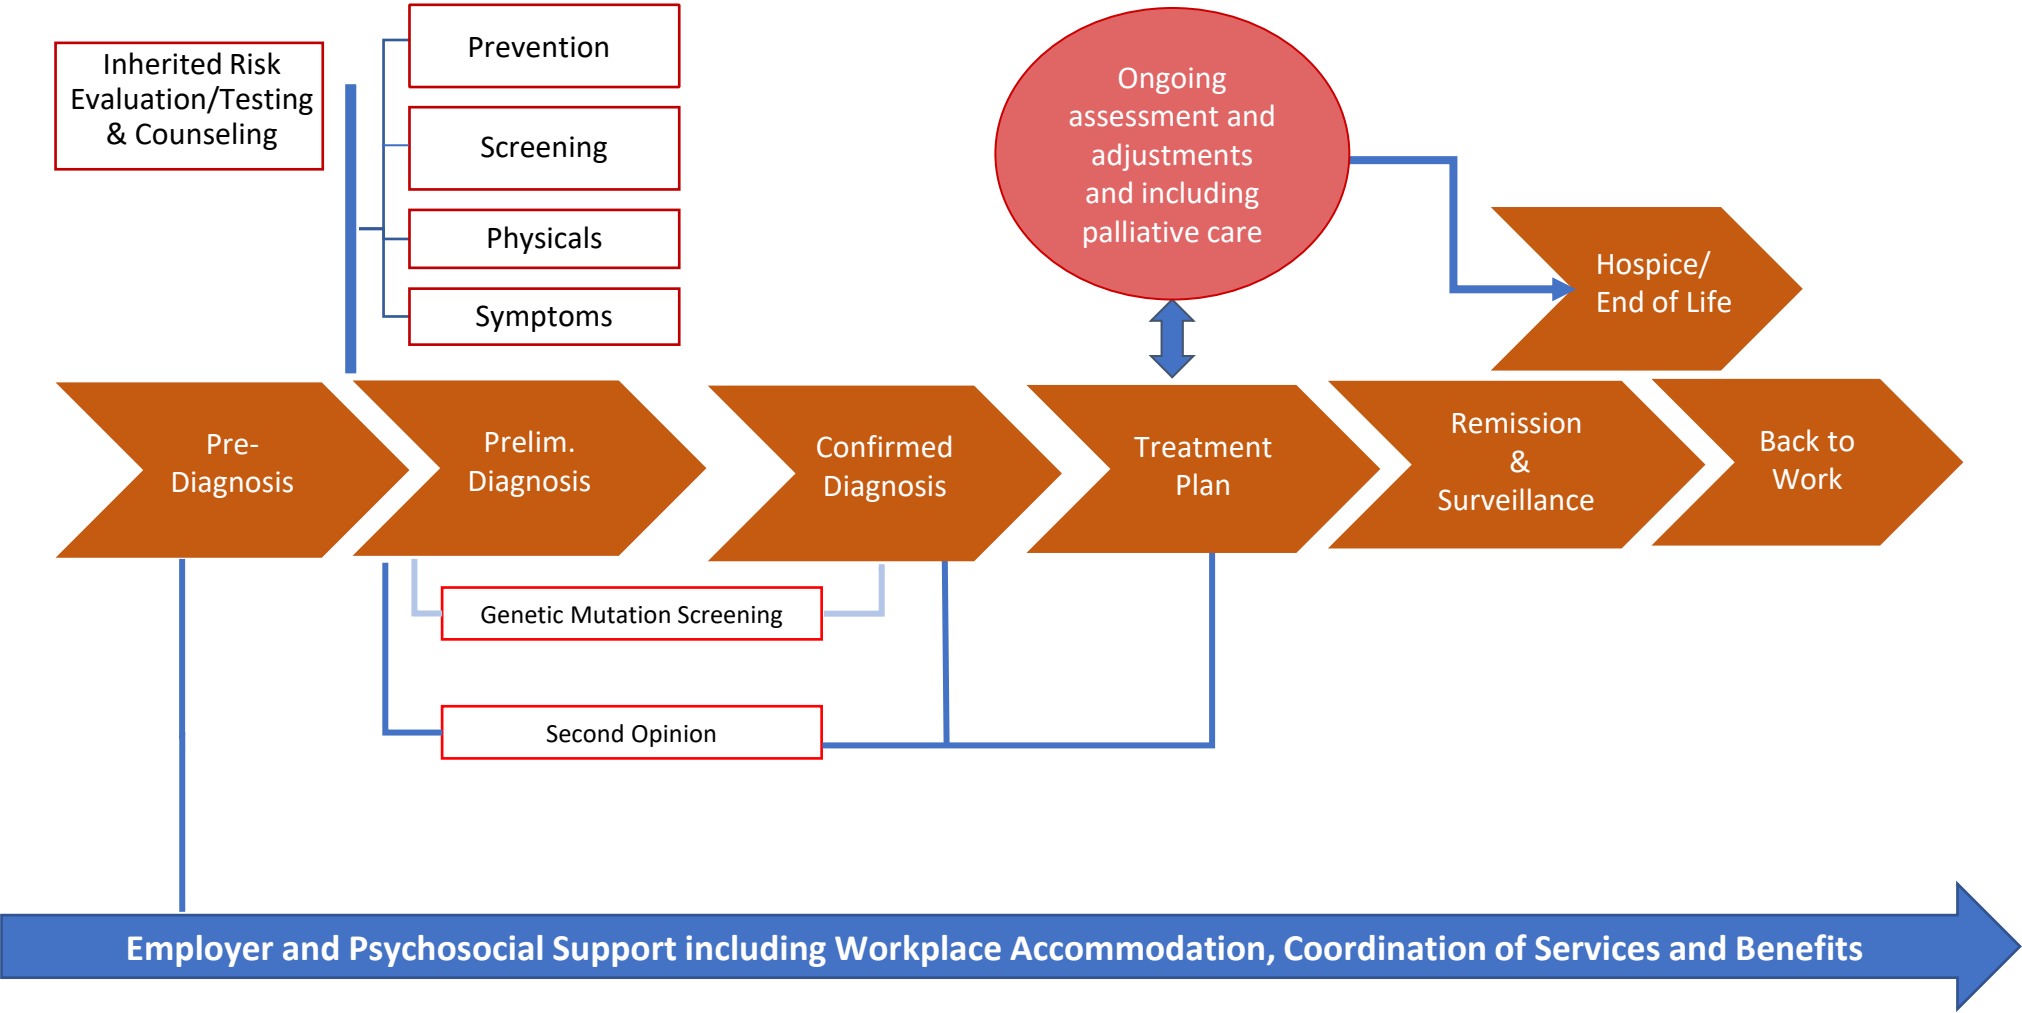 Inherited Risk
Evaluation/Testing
& Counseling
Prevention
Screening
Physicals
Symptoms
Ongoing
assessment and
adjustments
and including
palliative care
Hospice/
End of Life
Pre-
Diagnosis
Prelim.
Diagnosis
Confirmed
Diagnosis
Treatment
Plan
Remission
&
Surveillance
Back to
Work
Genetic Mutation Screening
Second Opinion
Employer and Psychosocial Support including Workplace Accommodation, Coordination of Services and Benefits